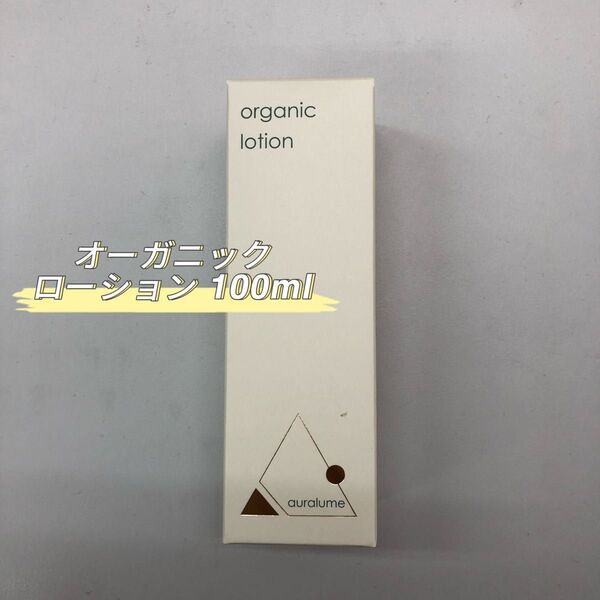 organic
lotion
オーガニック
ローション 100ml
auralume